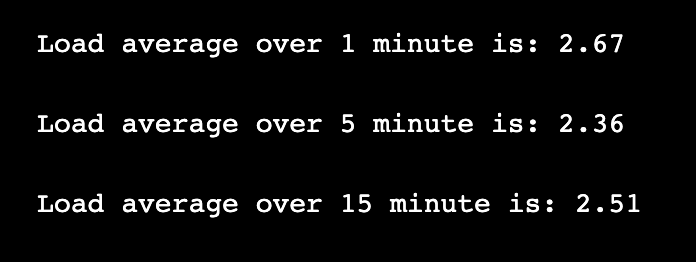 Load average over 1 minute is: 2.67
Load average over 5 minute is: 2.36
Load average over 15 minute is: 2.51